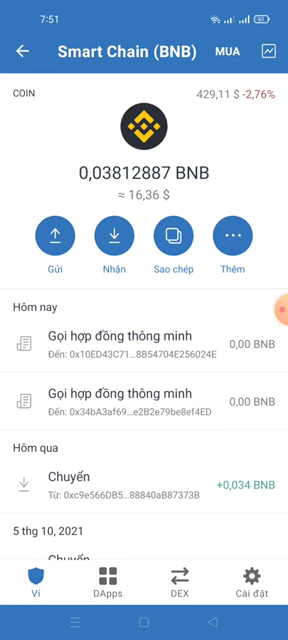 7:51
61
Smart Chain (BNB)
MUA
COIN
429,11 $ -2,76%
0,03812887 BNB
≈ 16,36 $
Gửi
Nhận
Sao chép
Thêm
Hôm nay
Gọi hợp đồng thông minh
0,00 BNB
Đến: 0x10ED43C71...8B54704E256024E
Gọi hợp đồng thông minh
0,00 BNB
Đến: 0x34bA3af69...e2B2e79be8ef4ED
Hôm qua
Chuyển
+0,034 BNB
Từ: 0xc9e566DB5...88840aB87373B
5 thg 10, 2021
Chuyển
Ví
DApps
DEX
Cài đặt